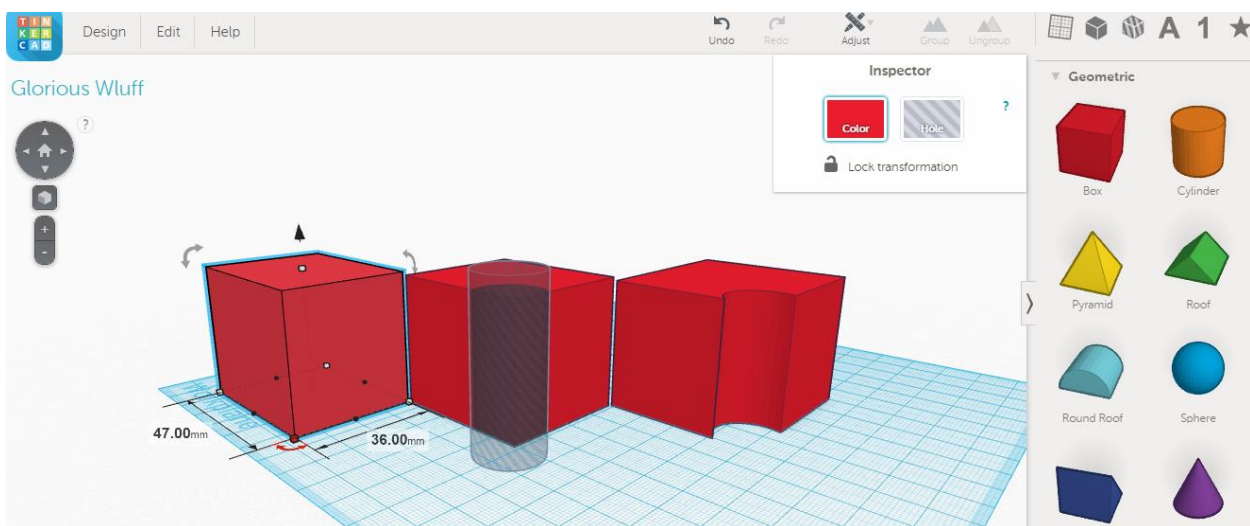 TIN
KER
CAD
Design Edit Help
Undo Redo Adjust Group Ungroup
A 1
Glorious Wluff
?
Inspector
Color Hole ?
Lock transformation
Geometric
Box Cylinder
Pyramid Roof
Round Roof Sphere
47.00mm
36.00mm
+
-